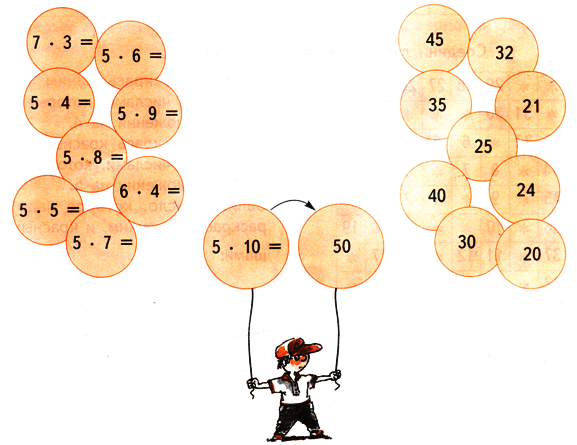 7 · 3 =
5 · 6 =
5 · 4 =
5 · 9 =
5 · 8 =
6 · 4 =
5 · 5 =
5 · 7 =
5 · 10 =
50
45
32
35
21
25
40
24
30
20